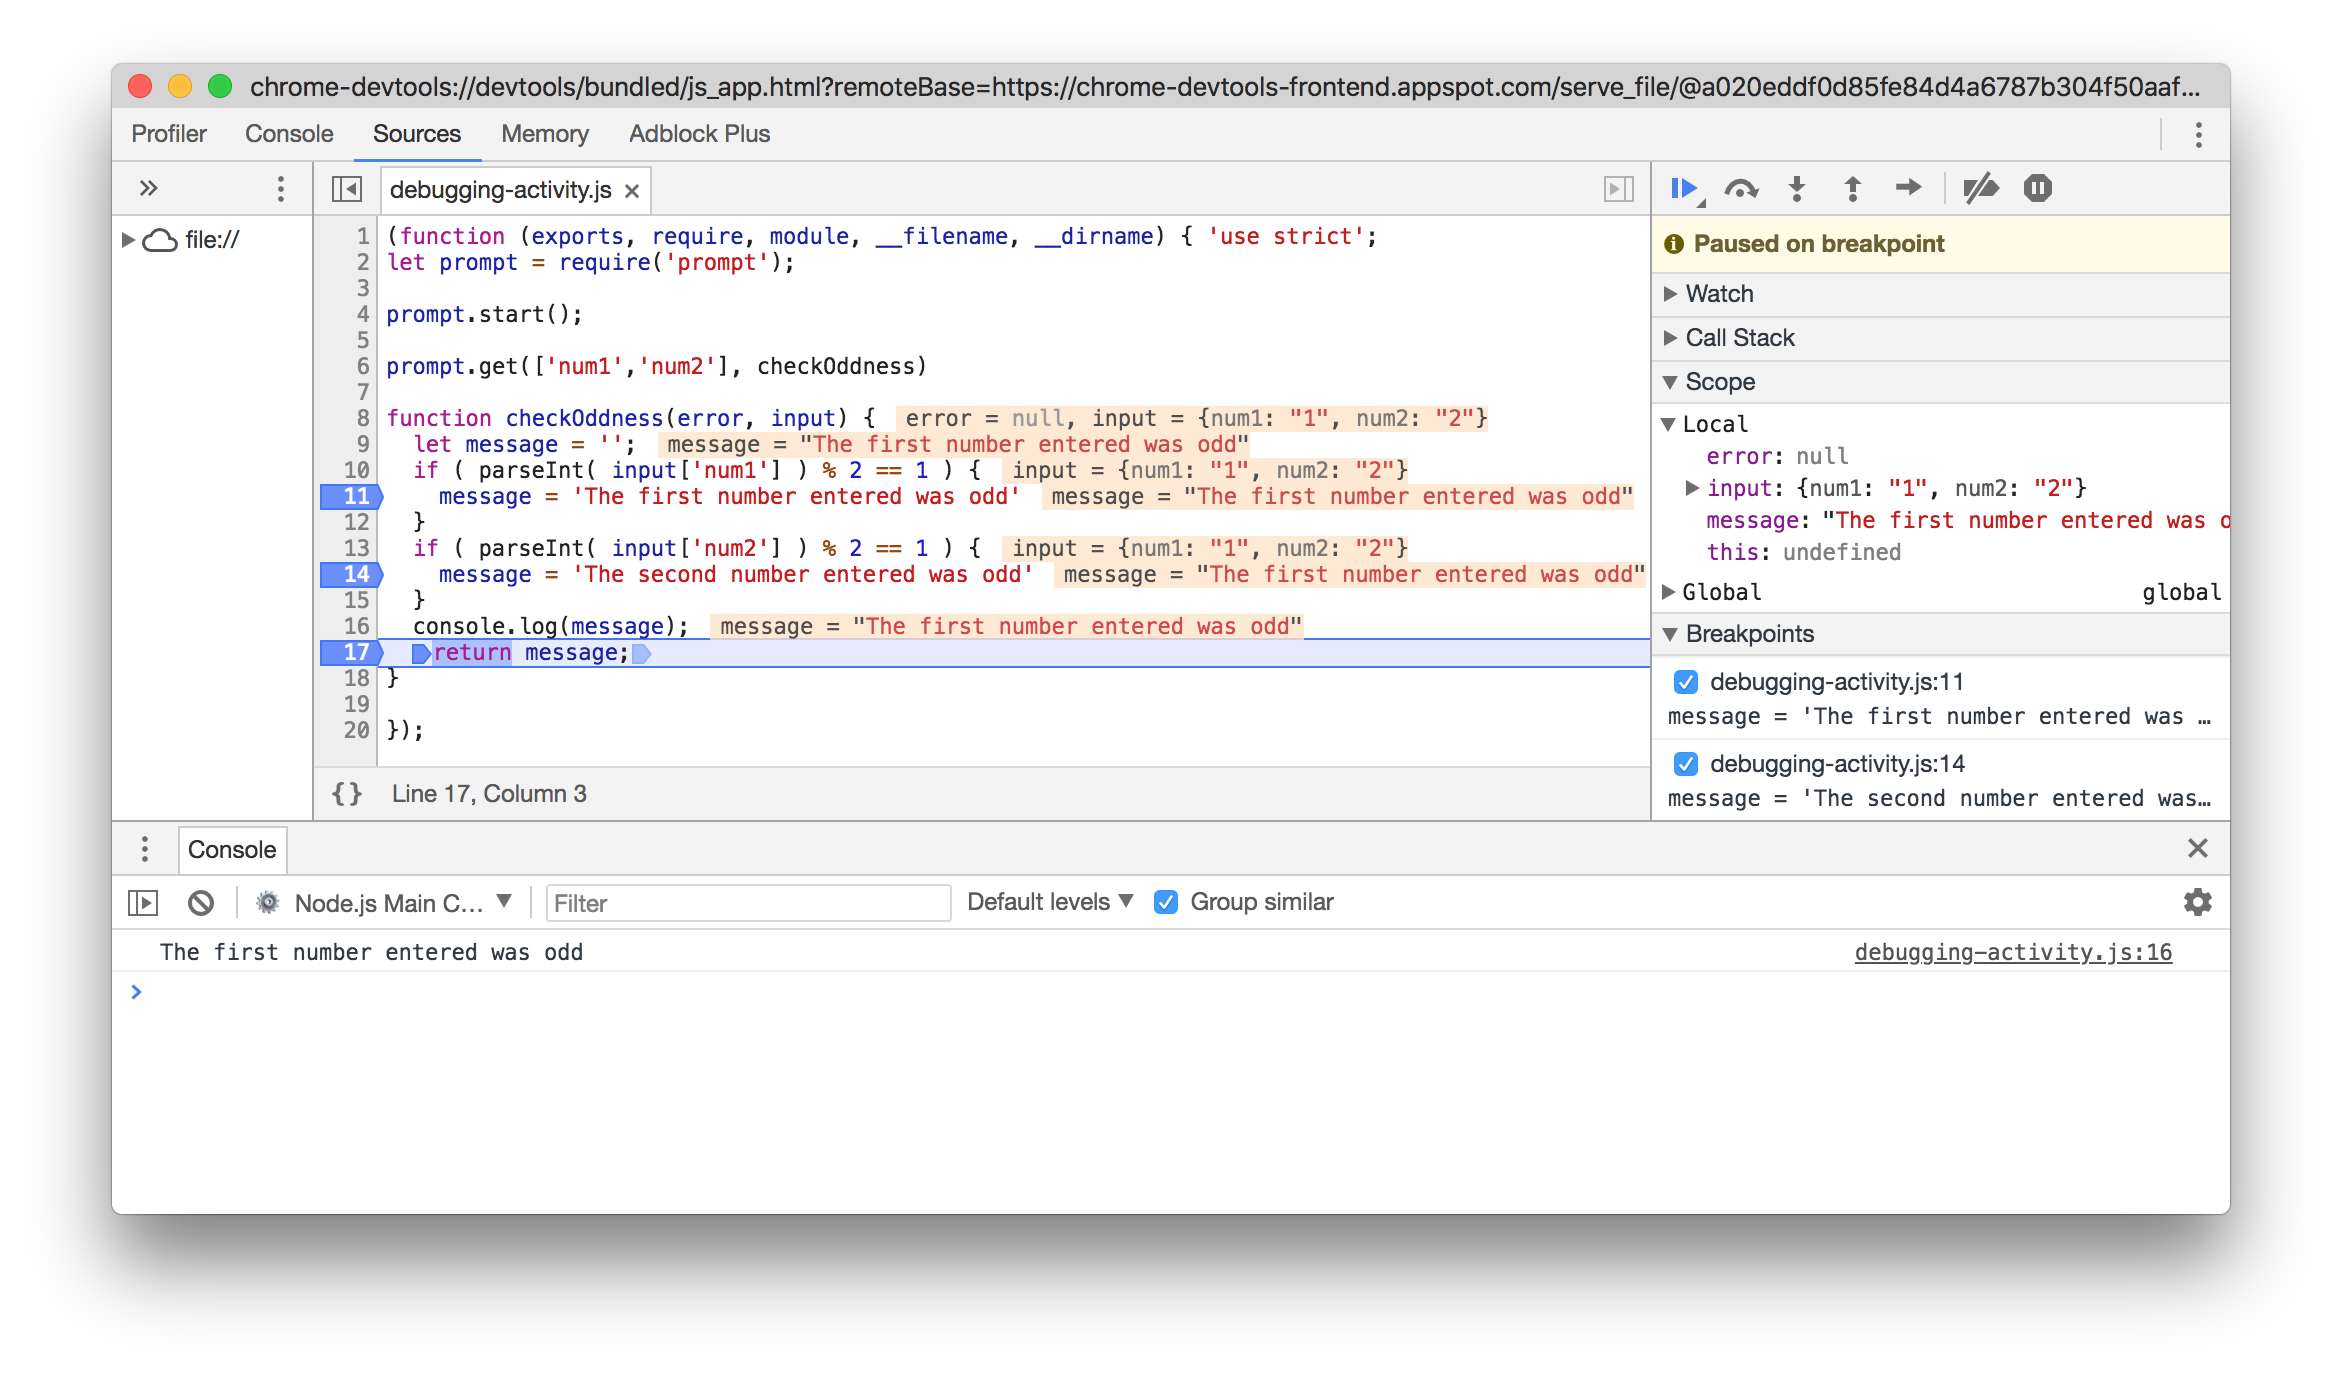 chrome-devtools://devtools/bundled/js_app.html?remoteBase=https://chrome-devtools-frontend.appspot.com/serve_file/@a020eddf0d85fe84d4a6787b304f50aaf...
Profiler Console Sources Memory Adblock Plus
debugging-activity.js ×
file://
1 (function (exports, require, module, __filename, __dirname) { 'use strict';
2 let prompt = require('prompt');
3
4 prompt.start();
5
6 prompt.get(['num1','num2'], checkOddness)
7
8 function checkOddness(error, input) { error = null, input = {num1: "1", num2: "2"}
9 let message = ''; message = "The first number entered was odd"
10 if ( parseInt( input['num1'] ) % 2 == 1 ) { input = {num1: "1", num2: "2"}
11 message = 'The first number entered was odd' message = "The first number entered was odd"
12 }
13 if ( parseInt( input['num2'] ) % 2 == 1 ) { input = {num1: "1", num2: "2"}
14 message = 'The second number entered was odd' message = "The first number entered was odd"
15 }
16 console.log(message); message = "The first number entered was odd"
17 return message;
18 }
19
20 });
{} Line 17, Column 3
Paused on breakpoint
Watch
Call Stack
Scope
Local
error: null
input: {num1: "1", num2: "2"}
message: "The first number entered was o
this: undefined
Global global
Breakpoints
debugging-activity.js:11
message = 'The first number entered was …
debugging-activity.js:14
message = 'The second number entered was…
Console
Node.js Main C… Filter Default levels Group similar
The first number entered was odd debugging-activity.js:16
>